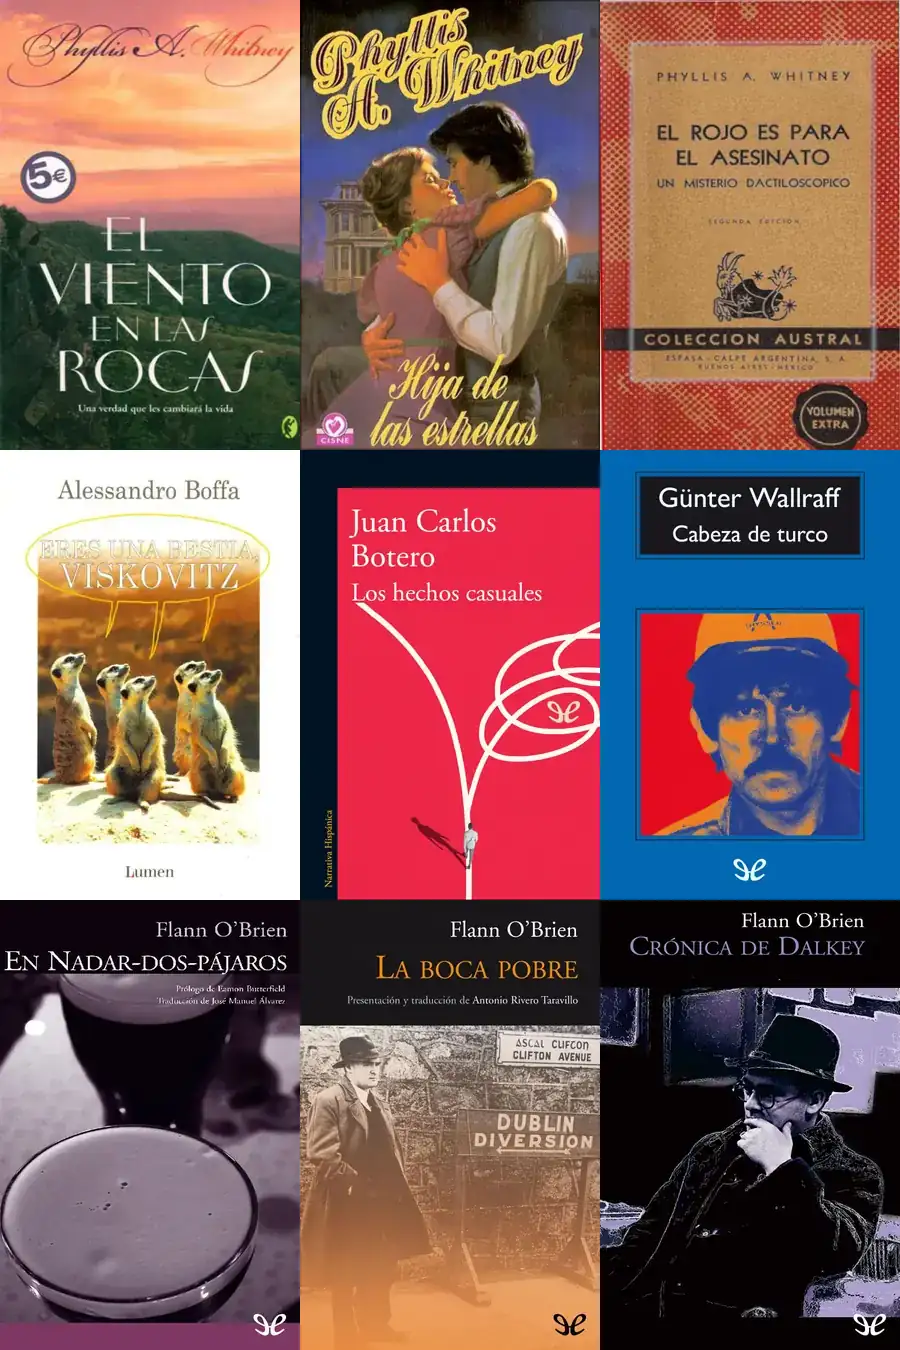 Phyllis A. Whitney
5€
EL
VIENTO
EN LAS
ROCAS
Una verdad que les cambiará la vida
Phyllis
A. Whitney
Hija de
las estrellas
CISNE
PHYLLIS A. WHITNEY
EL ROJO ES PARA
EL ASESINATO
UN MISTERIO DACTILOSCOPICO
SEGUNDA EDICIÓN
COLECCION AUSTRAL
ESPASA-CALPE ARGENTINA, S. A.
BUENOS AIRES-MEXICO
VOLUMEN
EXTRA
Alessandro Boffa
ERES UNA BESTIA,
VISKOVITZ
Lumen
Juan Carlos
Botero
Los hechos casuales
Narrativa Hispánica
Günter Wallraff
Cabeza de turco
Flann O'Brien
EN NADAR-DOS-PÁJAROS
Prólogo de Eamon Butterfield
Traducción de José Manuel Álvarez
Flann O'Brien
LA BOCA POBRE
Presentación y traducción de Antonio Rivero Taravillo
ASCAL CLIFCON
CLIFTON AVENUE
DUBLIN
DIVERSION
Flann O'Brien
CRÓNICA DE DALKEY